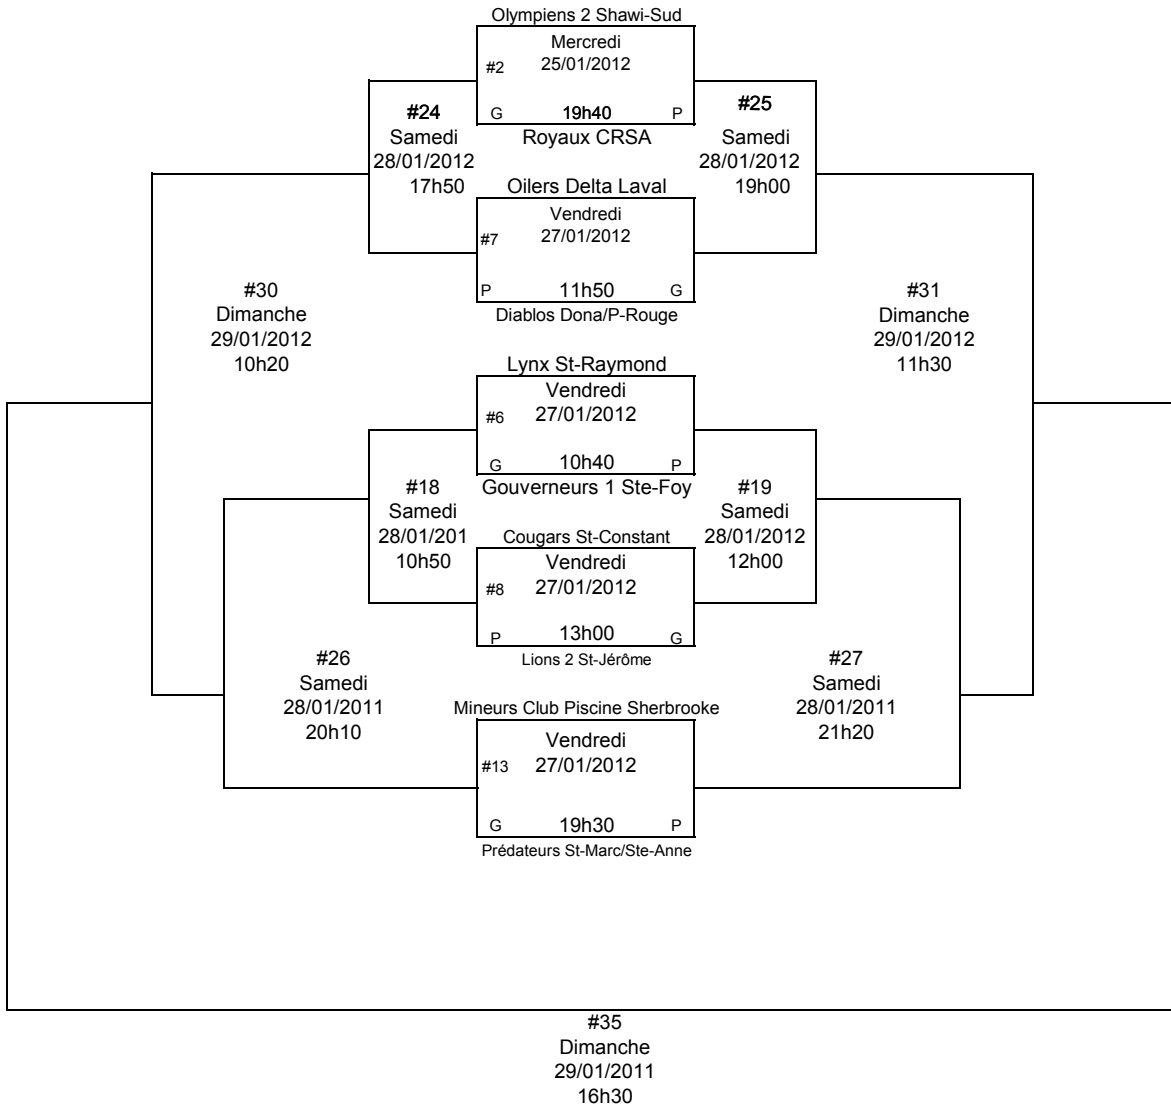 Olympiens 2 Shawi-Sud
Mercredi
#2 25/01/2012
G 19h40 P
Royaux CRSA
#24
Samedi
28/01/2012
17h50
#25
Samedi
28/01/2012
19h00
Oilers Delta Laval
Vendredi
#7 27/01/2012
P 11h50 G
Diablos Dona/P-Rouge
#30
Dimanche
29/01/2012
10h20
#31
Dimanche
29/01/2012
11h30
Lynx St-Raymond
Vendredi
#6 27/01/2012
G 10h40 P
Gouverneurs 1 Ste-Foy
#18
Samedi
28/01/201
10h50
#19
Samedi
28/01/2012
12h00
Cougars St-Constant
Vendredi
#8 27/01/2012
P 13h00 G
Lions 2 St-Jérôme
#26
Samedi
28/01/2011
20h10
#27
Samedi
28/01/2011
21h20
Mineurs Club Piscine Sherbrooke
Vendredi
#13 27/01/2012
G 19h30 P
Prédateurs St-Marc/Ste-Anne
#35
Dimanche
29/01/2011
16h30